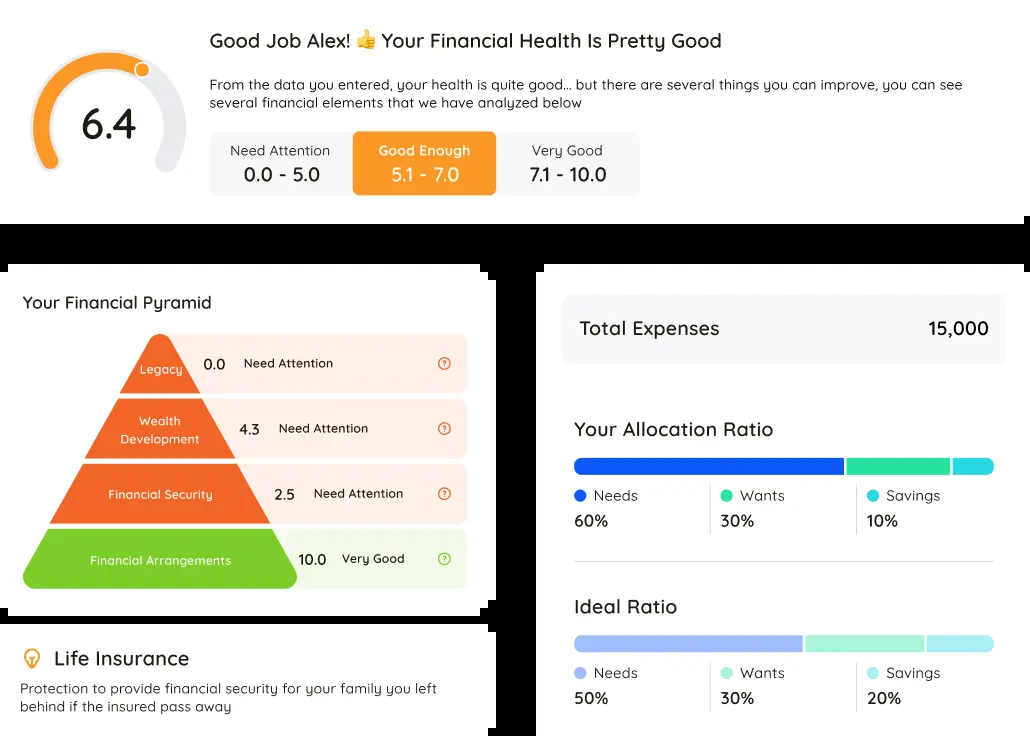 Good Job Alex! 👍 Your Financial Health Is Pretty Good
From the data you entered, your health is quite good... but there are several things you can improve, you can see
several financial elements that we have analyzed below
6.4
Need Attention
0.0 - 5.0
Good Enough
5.1 - 7.0
Very Good
7.1 - 10.0
Your Financial Pyramid
Legacy 0.0 Need Attention ?
Wealth
Development
4.3 Need Attention ?
Financial Security 2.5 Need Attention ?
Financial Arrangements 10.0 Very Good ?
Life Insurance
Protection to provide financial security for your family you left
behind if the insured pass away
Total Expenses 15,000
Your Allocation Ratio
Needs
60%
Wants
30%
Savings
10%
Ideal Ratio
Needs
50%
Wants
30%
Savings
20%